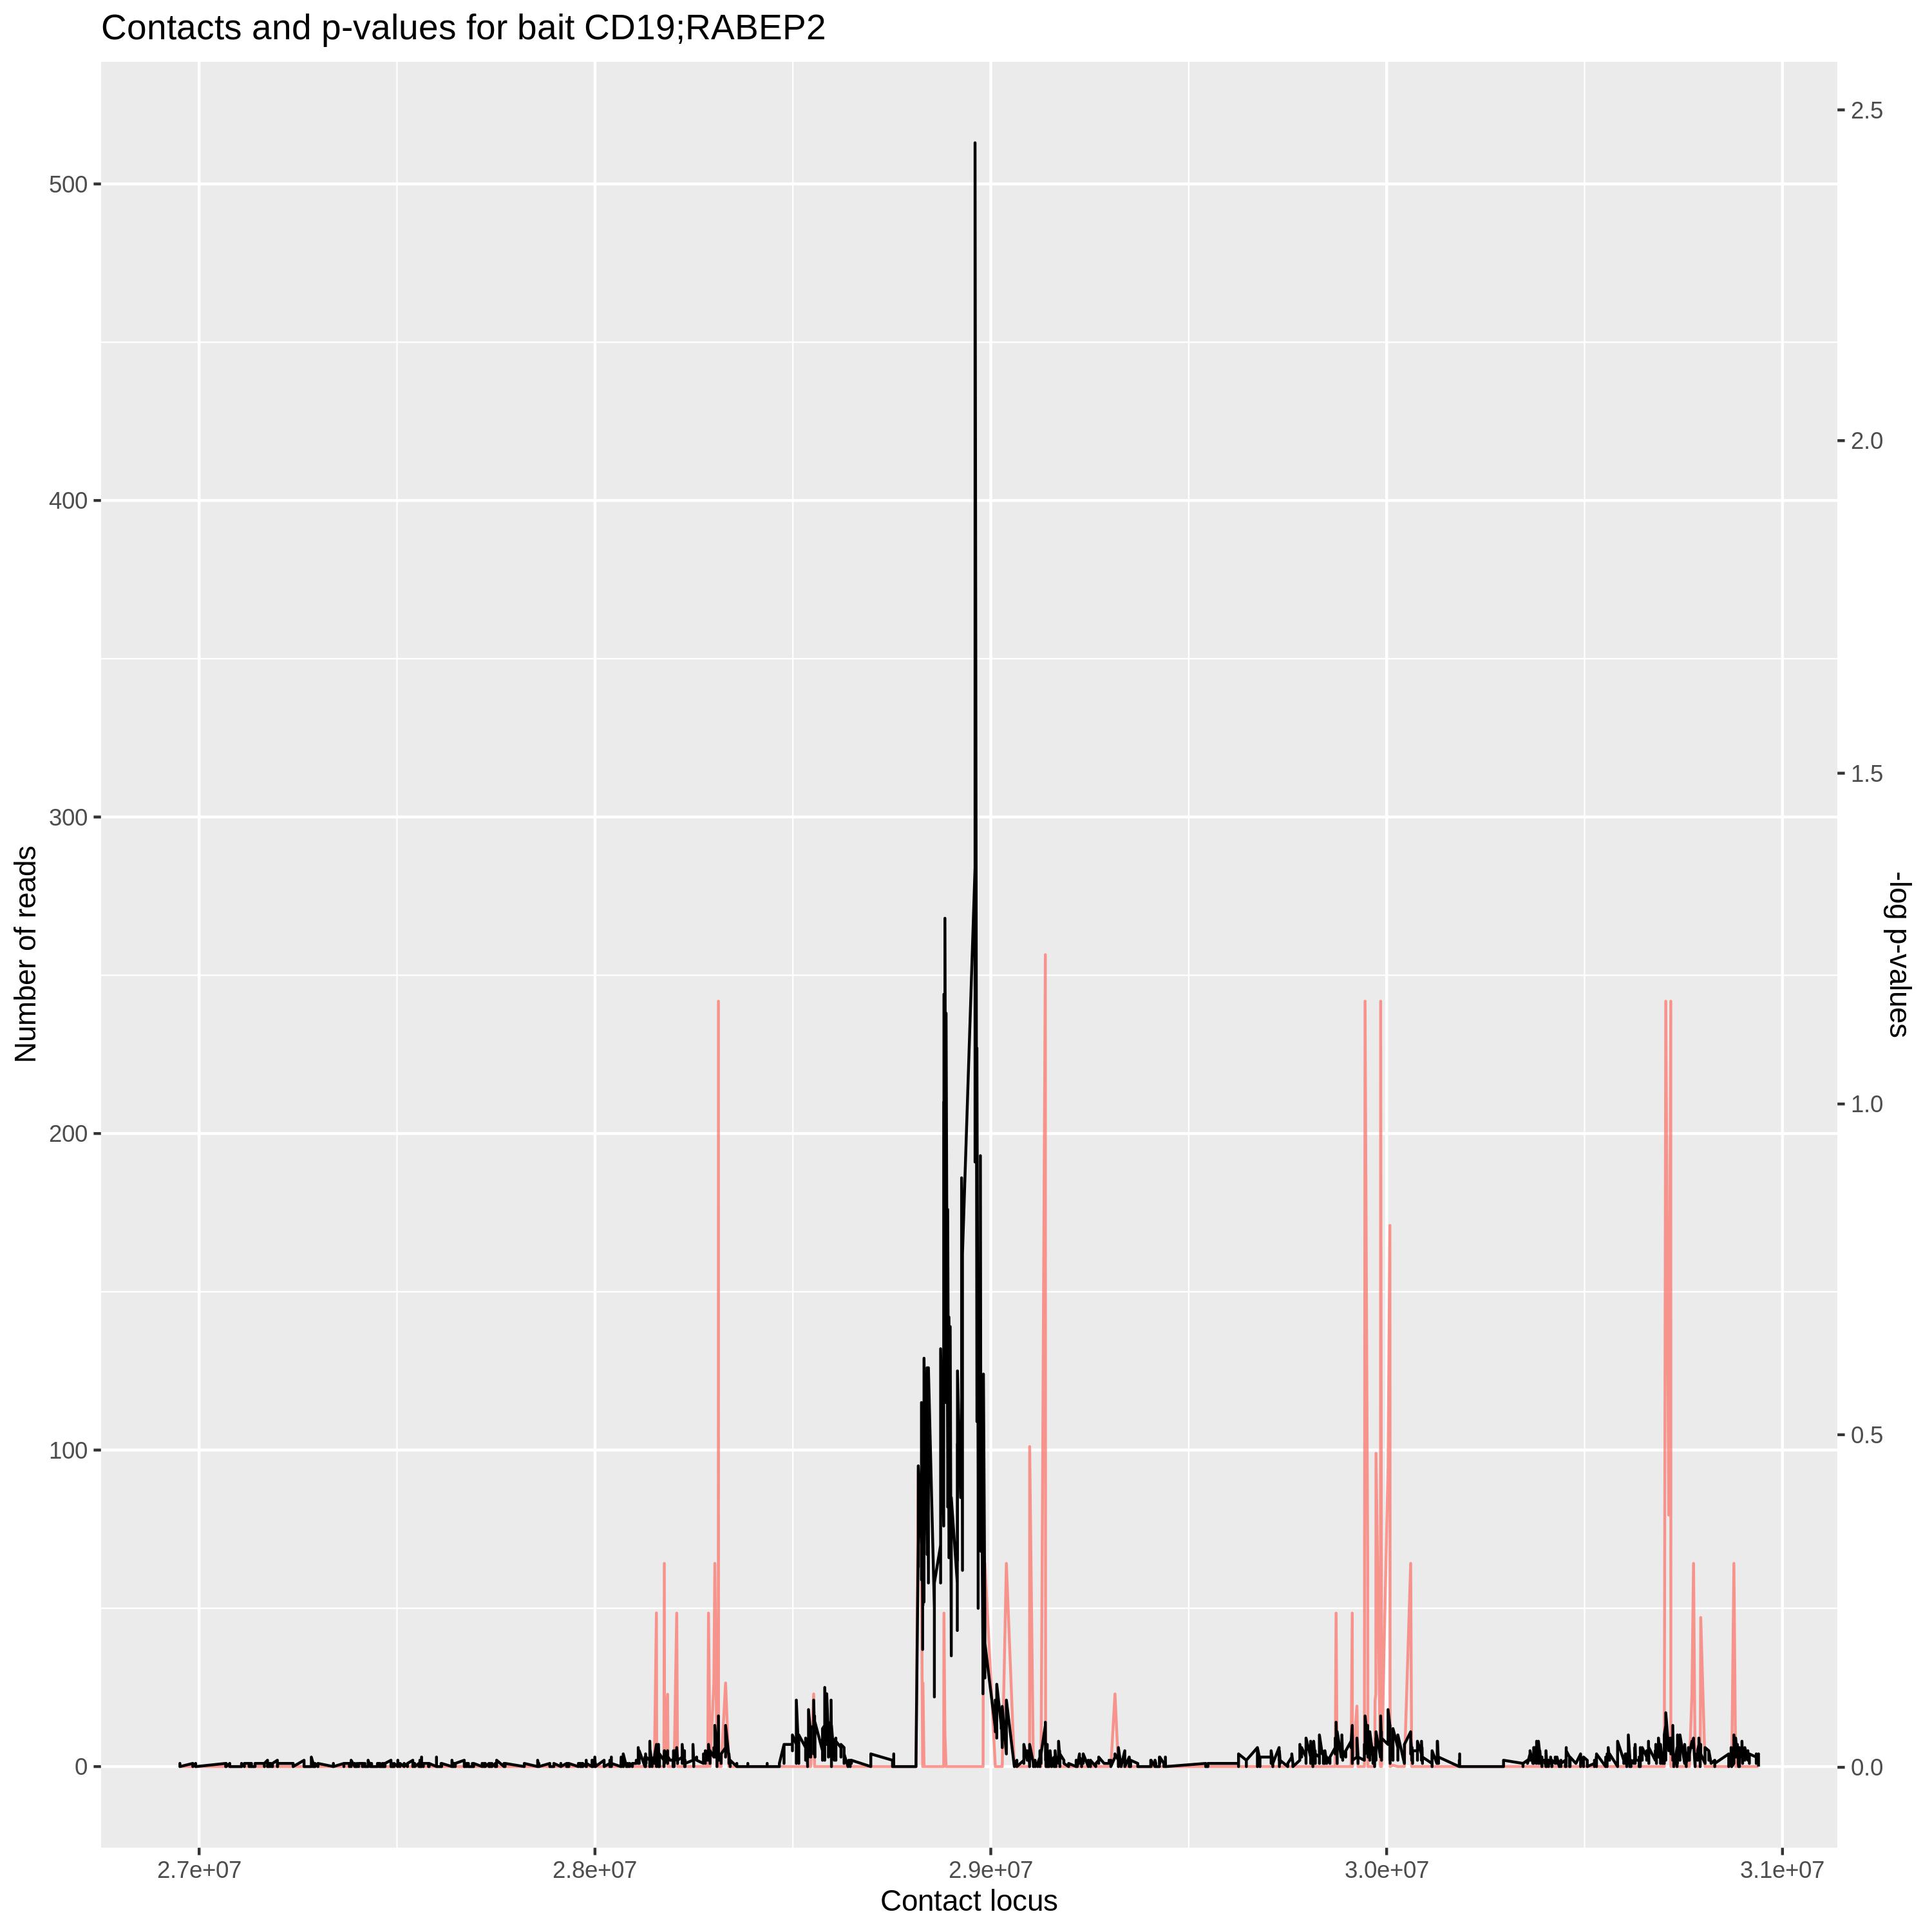 Contacts and p-values for bait CD19;RABEP2
Number of reads
500
400
300
200
100
0
2.5
2.0
1.5
1.0
0.5
0.0
-log p-values
2.7e+07
2.8e+07
2.9e+07
3.0e+07
3.1e+07
Contact locus